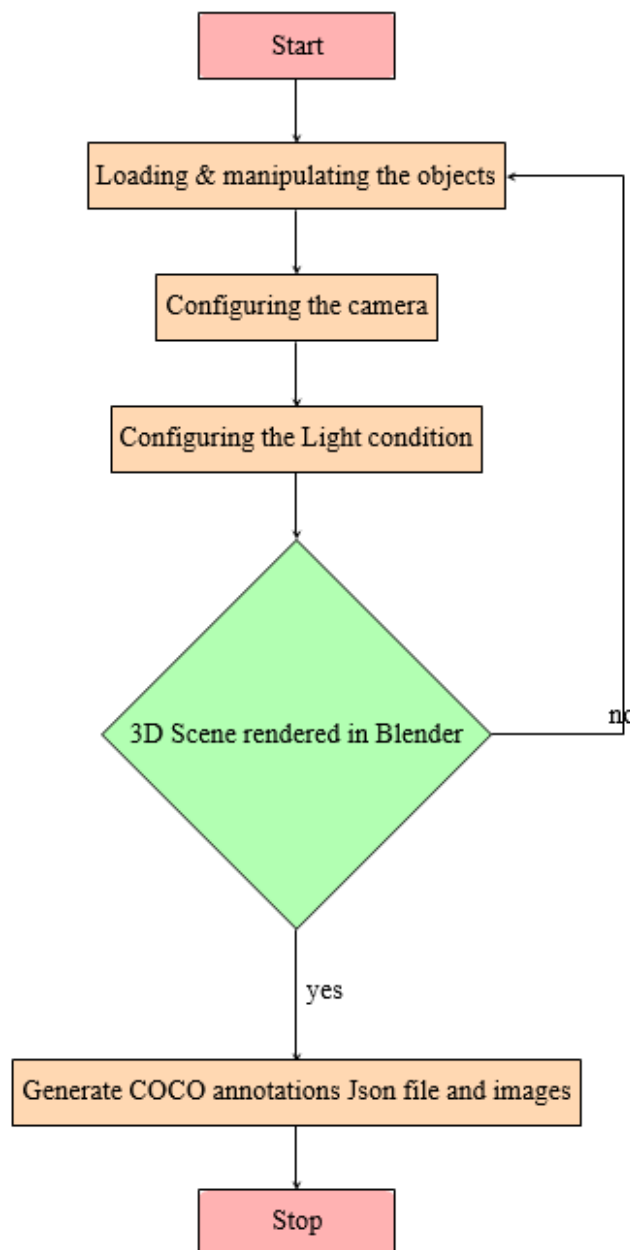 Start
Loading & manipulating the objects
Configuring the camera
Configuring the Light condition
3D Scene rendered in Blender
no
yes
Generate COCO annotations Json file and images
Stop